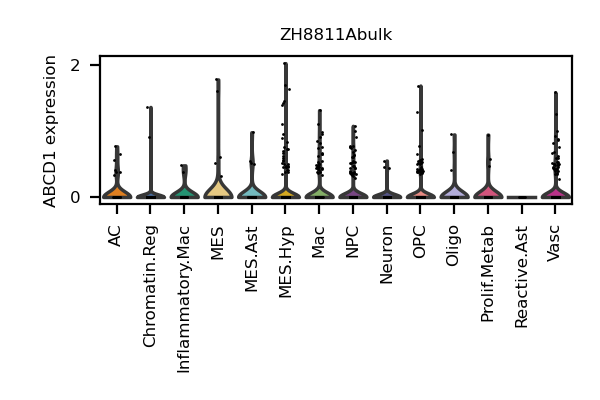 ZH8811Abulk
ABCD1 expression
2
0
AC
Chromatin.Reg
Inflammatory.Mac
MES
MES.Ast
MES.Hyp
Mac
NPC
Neuron
OPC
Oligo
Prolif.Metab
Reactive.Ast
Vasc